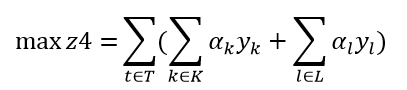 max z4 = ∑_{t∈T}(∑_{k∈K} α_k y_k + ∑_{l∈L} α_l y_l)